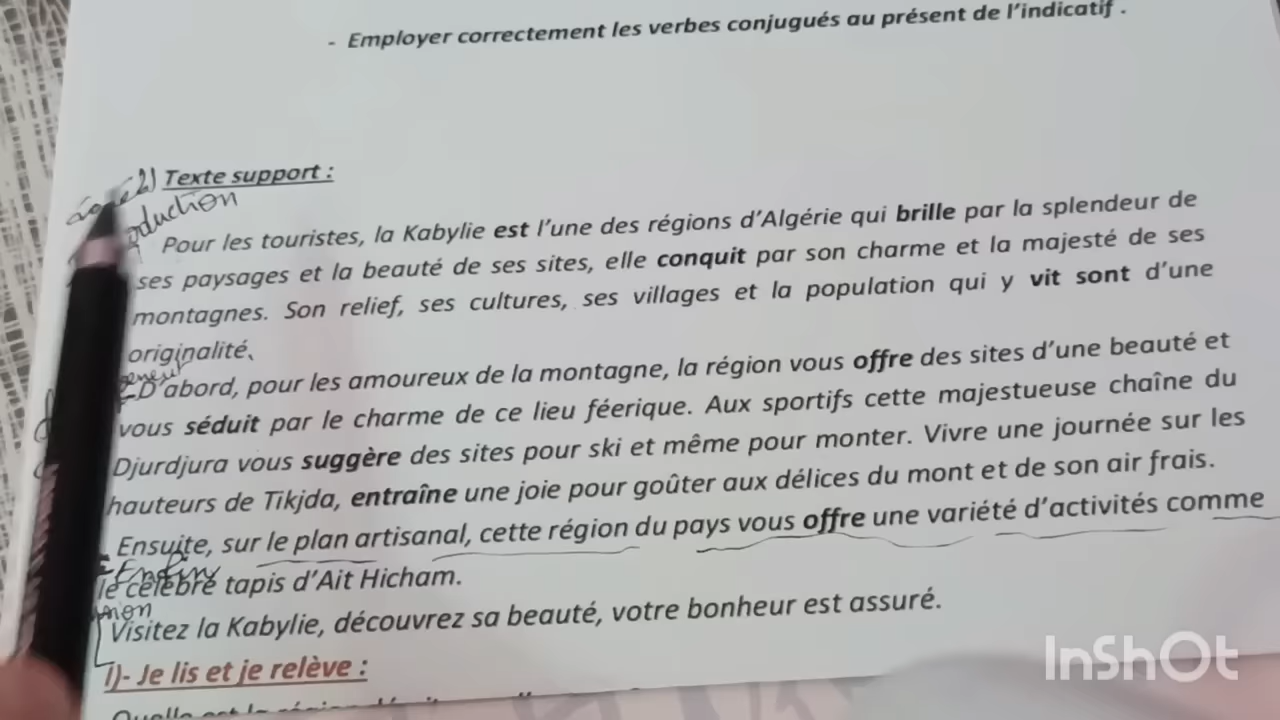 - Employer correctement les verbes conjugués au présent de l'indicatif .
2) Texte support :
oduction
Pour les touristes, la Kabylie est l'une des régions d'Algérie qui brille par la splendeur de
ses paysages et la beauté de ses sites, elle conquit par son charme et la majesté de ses
montagnes. Son relief, ses cultures, ses villages et la population qui y vit sont d'une
originalité.
D'abord, pour les amoureux de la montagne, la région vous offre des sites d'une beauté et
vous séduit par le charme de ce lieu féerique. Aux sportifs cette majestueuse chaîne du
Djurdjura vous suggère des sites pour ski et même pour monter. Vivre une journée sur les
hauteurs de Tikjda, entraîne une joie pour goûter aux délices du mont et de son air frais.
Ensuite, sur le plan artisanal, cette région du pays vous offre une variété d'activités comme
Enfin
le célèbre tapis d'Ait Hicham.
Visitez la Kabylie, découvrez sa beauté, votre bonheur est assuré.
I)- Je lis et je relève :
InShOt